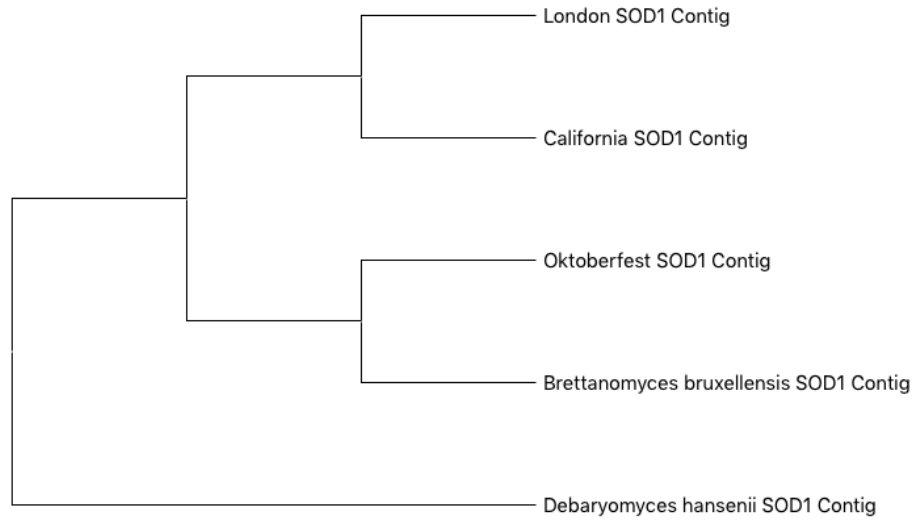 London SOD1 Contig
California SOD1 Contig
Oktoberfest SOD1 Contig
Brettanomyces bruxellensis SOD1 Contig
Debaryomyces hansenii SOD1 Contig